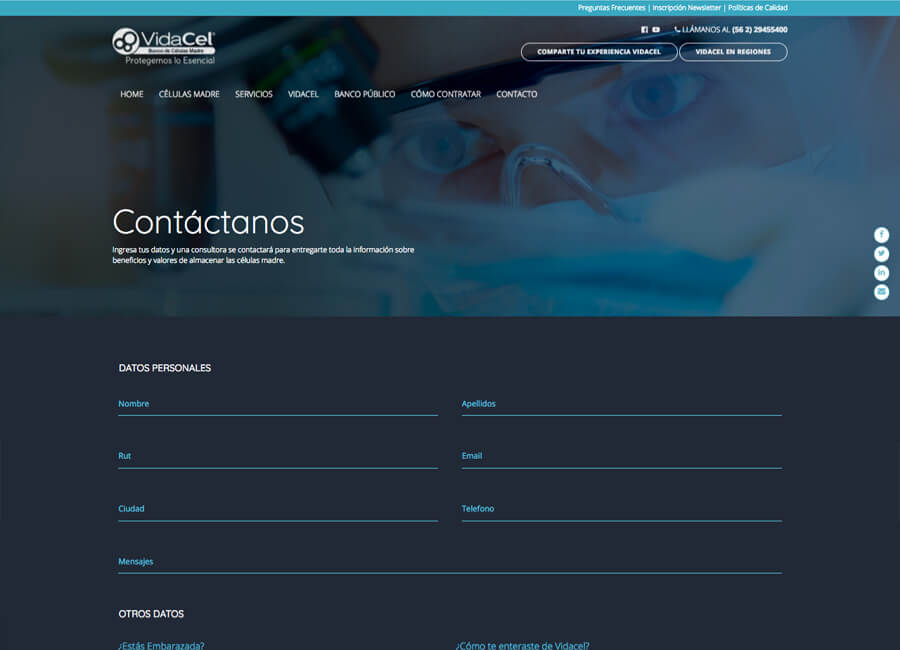 Preguntas Frecuentes | Inscripción Newsletter | Políticas de Calidad
VidaCel®
Banco de Células Madre
Protegemos lo Esencial
LLÁMANOS AL (56 2) 29455400
COMPARTE TU EXPERIENCIA VIDACEL
VIDACEL EN REGIONES
HOME CÉLULAS MADRE SERVICIOS VIDACEL BANCO PÚBLICO CÓMO CONTRATAR CONTACTO
Contáctanos
Ingresa tus datos y una consultora se contactará para entregarte toda la información sobre
beneficios y valores de almacenar las células madre.
DATOS PERSONALES
Nombre Apellidos
Rut Email
Ciudad Telefono
Mensajes
OTROS DATOS
¿Estás Embarazada? ¿Cómo te enteraste de Vidacel?